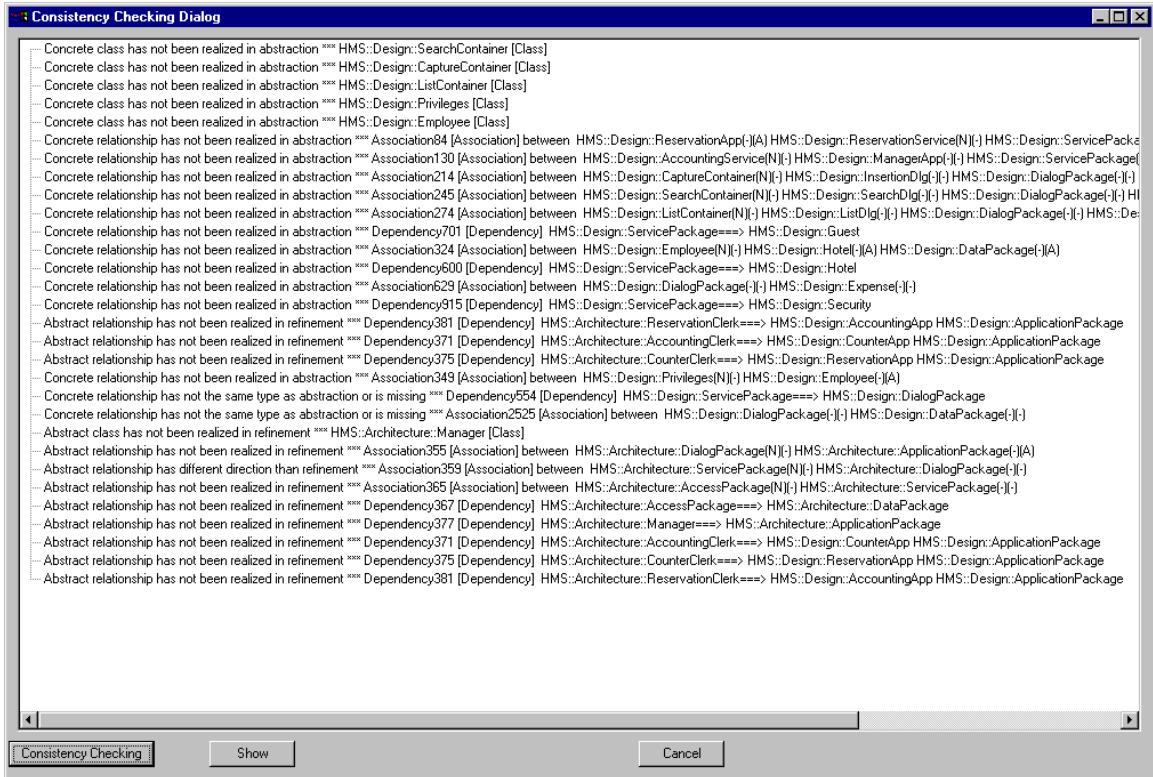 Consistency Checking Dialog
Concrete class has not been realized in abstraction *** HMS::Design::SearchContainer [Class]
Concrete class has not been realized in abstraction *** HMS::Design::CaptureContainer [Class]
Concrete class has not been realized in abstraction *** HMS::Design::ListContainer [Class]
Concrete class has not been realized in abstraction *** HMS::Design::Privileges [Class]
Concrete class has not been realized in abstraction *** HMS::Design::Employee [Class]
Concrete relationship has not been realized in abstraction *** Association84 [Association] between HMS::Design::ReservationApp(-)(A) HMS::Design::ReservationService(N)(-) HMS::Design::ServicePacka
Concrete relationship has not been realized in abstraction *** Association130 [Association] between HMS::Design::AccountingService(N)(-) HMS::Design::ManagerApp(-)(-) HMS::Design::ServicePackage(
Concrete relationship has not been realized in abstraction *** Association214 [Association] between HMS::Design::CaptureContainer(N)(-) HMS::Design::InsertionDlg(-)(-) HMS::Design::DialogPackage(-)(-)
Concrete relationship has not been realized in abstraction *** Association245 [Association] between HMS::Design::SearchContainer(N)(-) HMS::Design::SearchDlg(-)(-) HMS::Design::DialogPackage(-)(-) H
Concrete relationship has not been realized in abstraction *** Association274 [Association] between HMS::Design::ListContainer(N)(-) HMS::Design::ListDlg(-)(-) HMS::Design::DialogPackage(-)(-) HMS::De
Concrete relationship has not been realized in abstraction *** Dependency701 [Dependency] HMS::Design::ServicePackage===> HMS::Design::Guest
Concrete relationship has not been realized in abstraction *** Association324 [Association] between HMS::Design::Employee(N)(-) HMS::Design::Hotel(-)(A) HMS::Design::DataPackage(-)(A)
Concrete relationship has not been realized in abstraction *** Dependency600 [Dependency] HMS::Design::ServicePackage===> HMS::Design::Hotel
Concrete relationship has not been realized in abstraction *** Association629 [Association] between HMS::Design::DialogPackage(-)(-) HMS::Design::Expense(-)(-)
Concrete relationship has not been realized in abstraction *** Dependency915 [Dependency] HMS::Design::ServicePackage===> HMS::Design::Security
Abstract relationship has not been realized in refinement *** Dependency381 [Dependency] HMS::Architecture::ReservationClerk===> HMS::Design::AccountingApp HMS::Design::ApplicationPackage
Abstract relationship has not been realized in refinement *** Dependency371 [Dependency] HMS::Architecture::AccountingClerk===> HMS::Design::CounterApp HMS::Design::ApplicationPackage
Abstract relationship has not been realized in refinement *** Dependency375 [Dependency] HMS::Architecture::CounterClerk===> HMS::Design::ReservationApp HMS::Design::ApplicationPackage
Concrete relationship has not been realized in abstraction *** Association349 [Association] between HMS::Design::Privileges(N)(-) HMS::Design::Employee(-)(A)
Concrete relationship has not the same type as abstraction or is missing *** Dependency554 [Dependency] HMS::Design::ServicePackage===> HMS::Design::DialogPackage
Concrete relationship has not the same type as abstraction or is missing *** Association2525 [Association] between HMS::Design::DialogPackage(-)(-) HMS::Design::DataPackage(-)(-)
Abstract class has not been realized in refinement *** HMS::Architecture::Manager [Class]
Abstract relationship has not been realized in refinement *** Association355 [Association] between HMS::Architecture::DialogPackage(N)(-) HMS::Architecture::ApplicationPackage(-)(A)
Abstract relationship has different direction than refinement *** Association359 [Association] between HMS::Architecture::ServicePackage(N)(-) HMS::Architecture::DialogPackage(-)(-)
Abstract relationship has not been realized in refinement *** Association365 [Association] between HMS::Architecture::AccessPackage(N)(-) HMS::Architecture::ServicePackage(-)(-)
Abstract relationship has not been realized in refinement *** Dependency367 [Dependency] HMS::Architecture::AccessPackage===> HMS::Architecture::DataPackage
Abstract relationship has not been realized in refinement *** Dependency377 [Dependency] HMS::Architecture::Manager===> HMS::Architecture::ApplicationPackage
Abstract relationship has not been realized in refinement *** Dependency371 [Dependency] HMS::Architecture::AccountingClerk===> HMS::Design::CounterApp HMS::Design::ApplicationPackage
Abstract relationship has not been realized in refinement *** Dependency375 [Dependency] HMS::Architecture::CounterClerk===> HMS::Design::ReservationApp HMS::Design::ApplicationPackage
Abstract relationship has not been realized in refinement *** Dependency381 [Dependency] HMS::Architecture::ReservationClerk===> HMS::Design::AccountingApp HMS::Design::ApplicationPackage
Consistency Checking Show Cancel